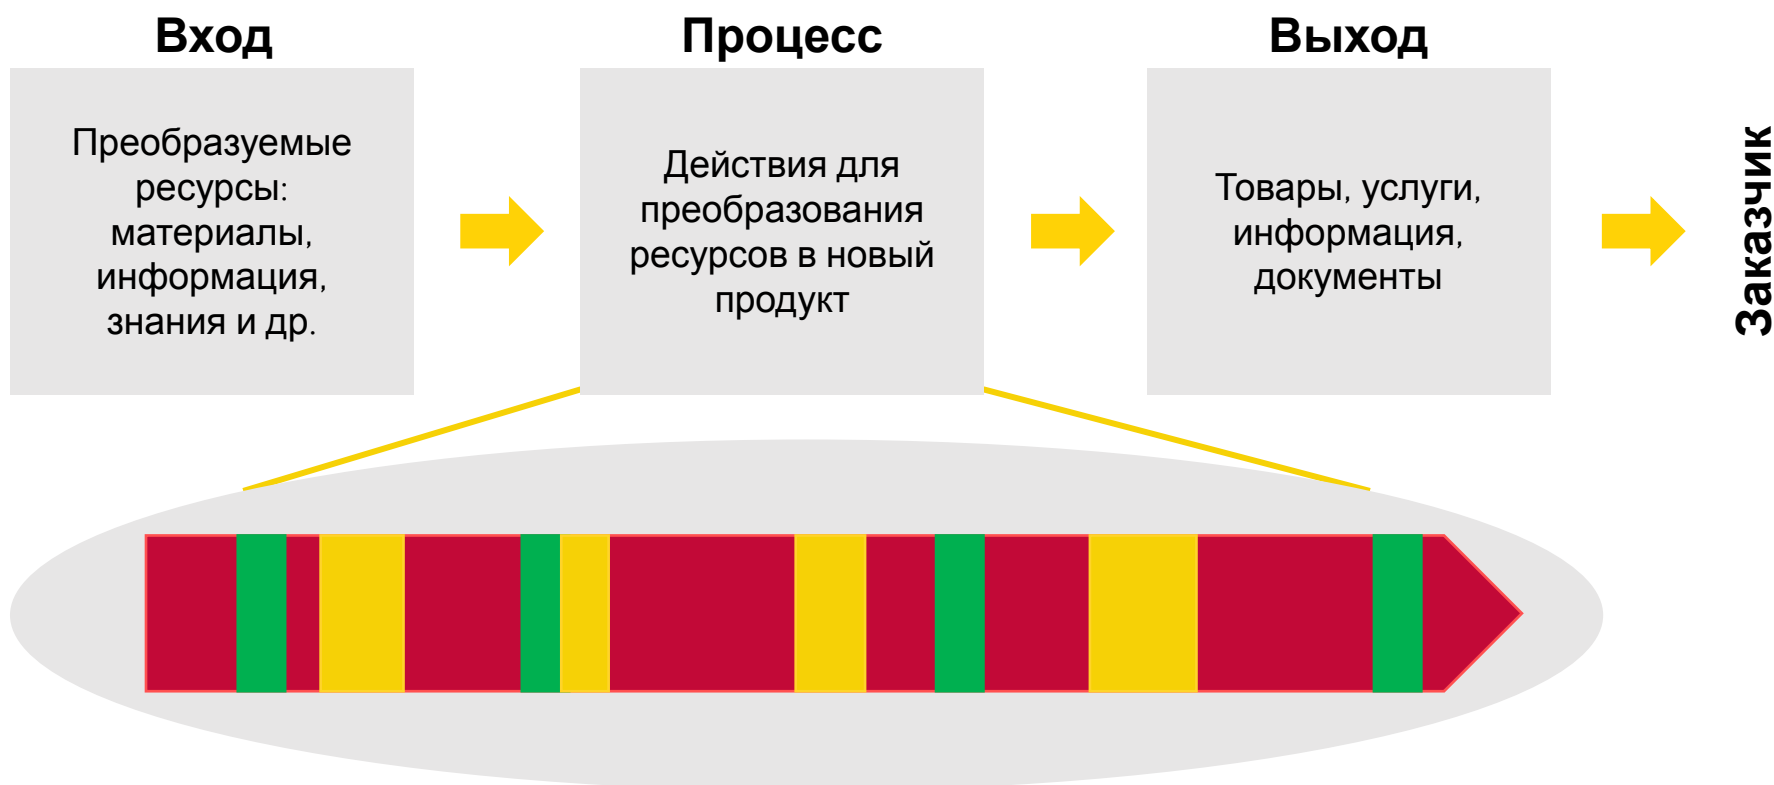 Вход
Преобразуемые
ресурсы:
материалы,
информация,
знания и др.
Процесс
Действия для
преобразования
ресурсов в новый
продукт
Выход
Товары, услуги,
информация,
документы
Заказчик